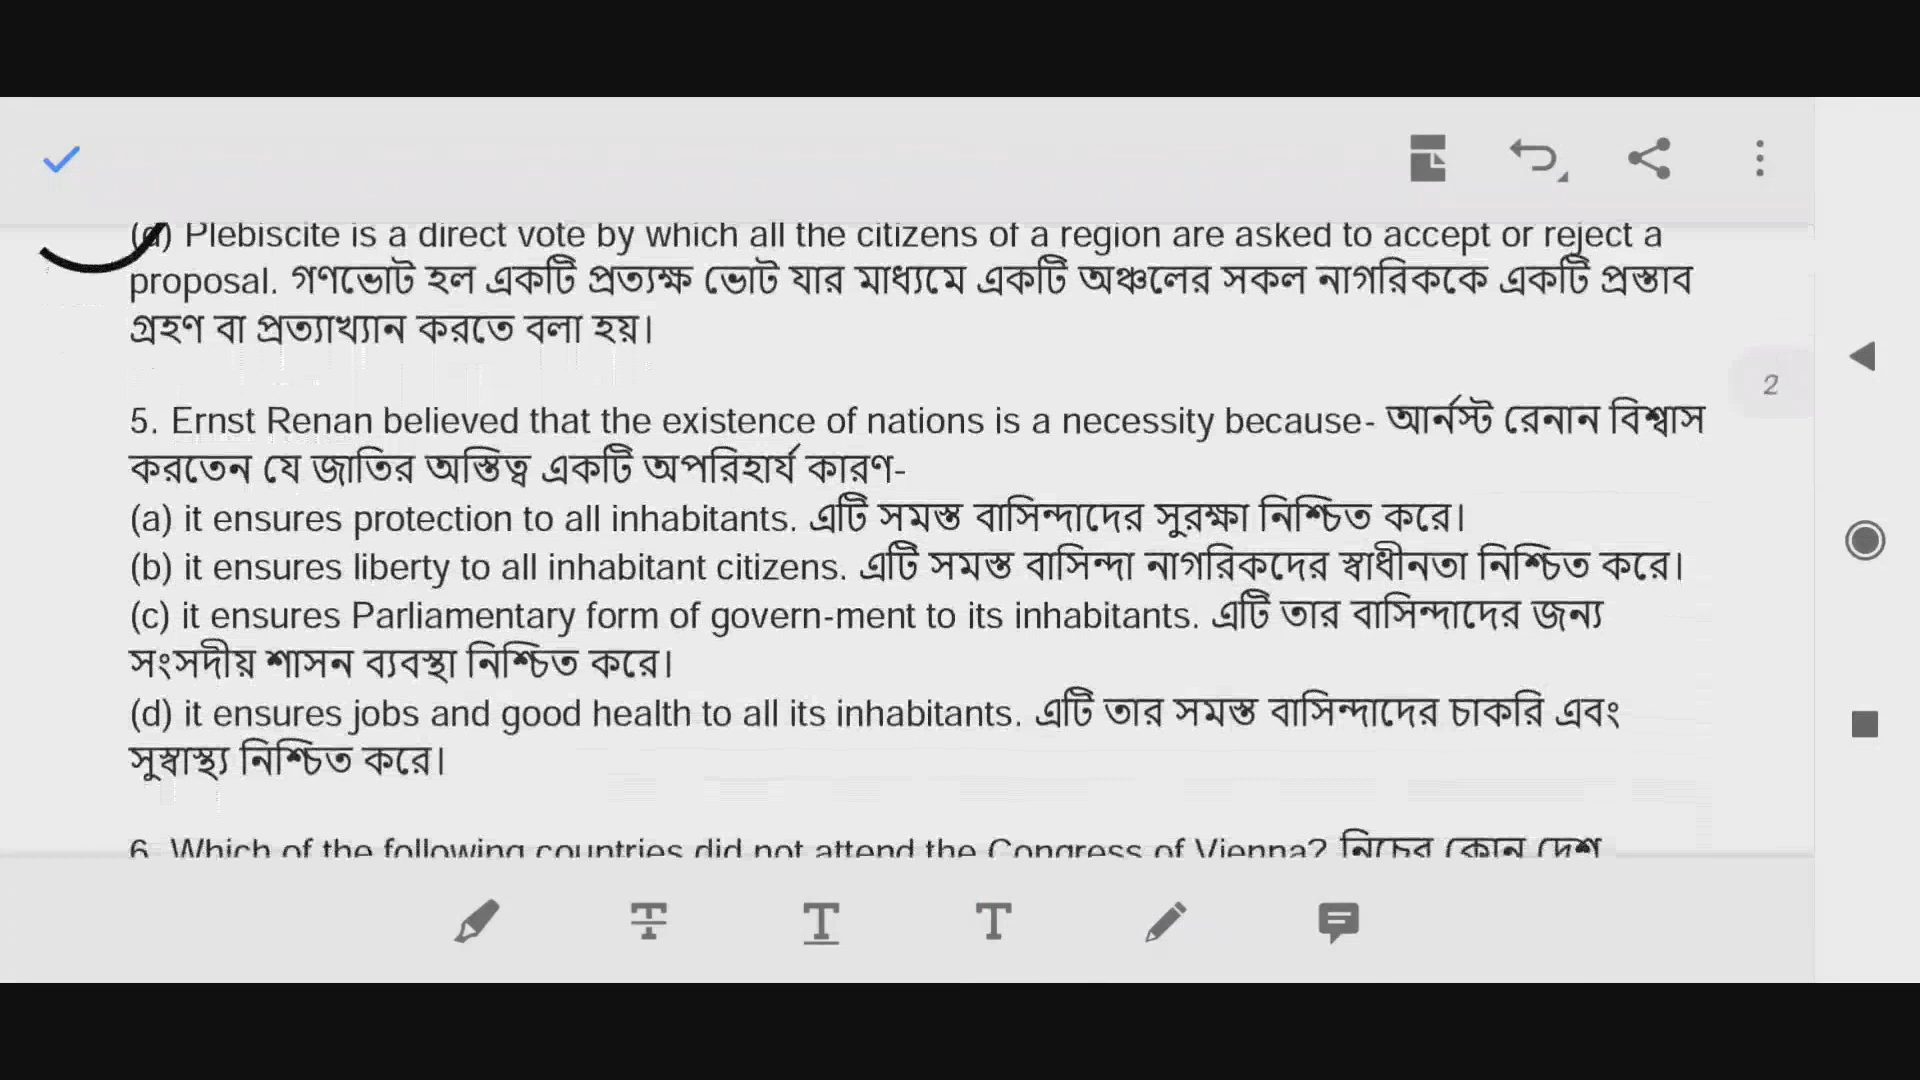 (d) Plebiscite is a direct vote by which all the citizens of a region are asked to accept or reject a
proposal. গণভোট হল একটি প্রত্যক্ষ ভোট যার মাধ্যমে একটি অঞ্চলের সকল নাগরিককে একটি প্রস্তাব
গ্রহণ বা প্রত্যাখ্যান করতে বলা হয়।
2
5. Ernst Renan believed that the existence of nations is a necessity because- আর্নস্ট রেনান বিশ্বাস
করতেন যে জাতির অস্তিত্ব একটি অপরিহার্য কারণ-
(a) it ensures protection to all inhabitants. এটি সমস্ত বাসিন্দাদের সুরক্ষা নিশ্চিত করে।
(b) it ensures liberty to all inhabitant citizens. এটি সমস্ত বাসিন্দা নাগরিকদের স্বাধীনতা নিশ্চিত করে।
(c) it ensures Parliamentary form of govern-ment to its inhabitants. এটি তার বাসিন্দাদের জন্য
সংসদীয় শাসন ব্যবস্থা নিশ্চিত করে।
(d) it ensures jobs and good health to all its inhabitants. এটি তার সমস্ত বাসিন্দাদের চাকরি এবং
সুস্বাস্থ্য নিশ্চিত করে।
6. Which of the following countries did not attend the Congress of Vienna? নিচের কোন দেশ